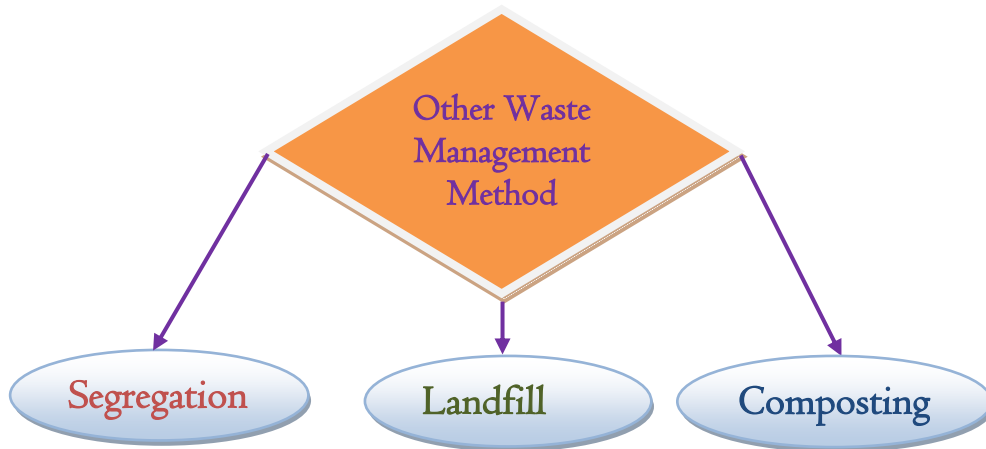 Other Waste
Management
Method
Segregation
Landfill
Composting